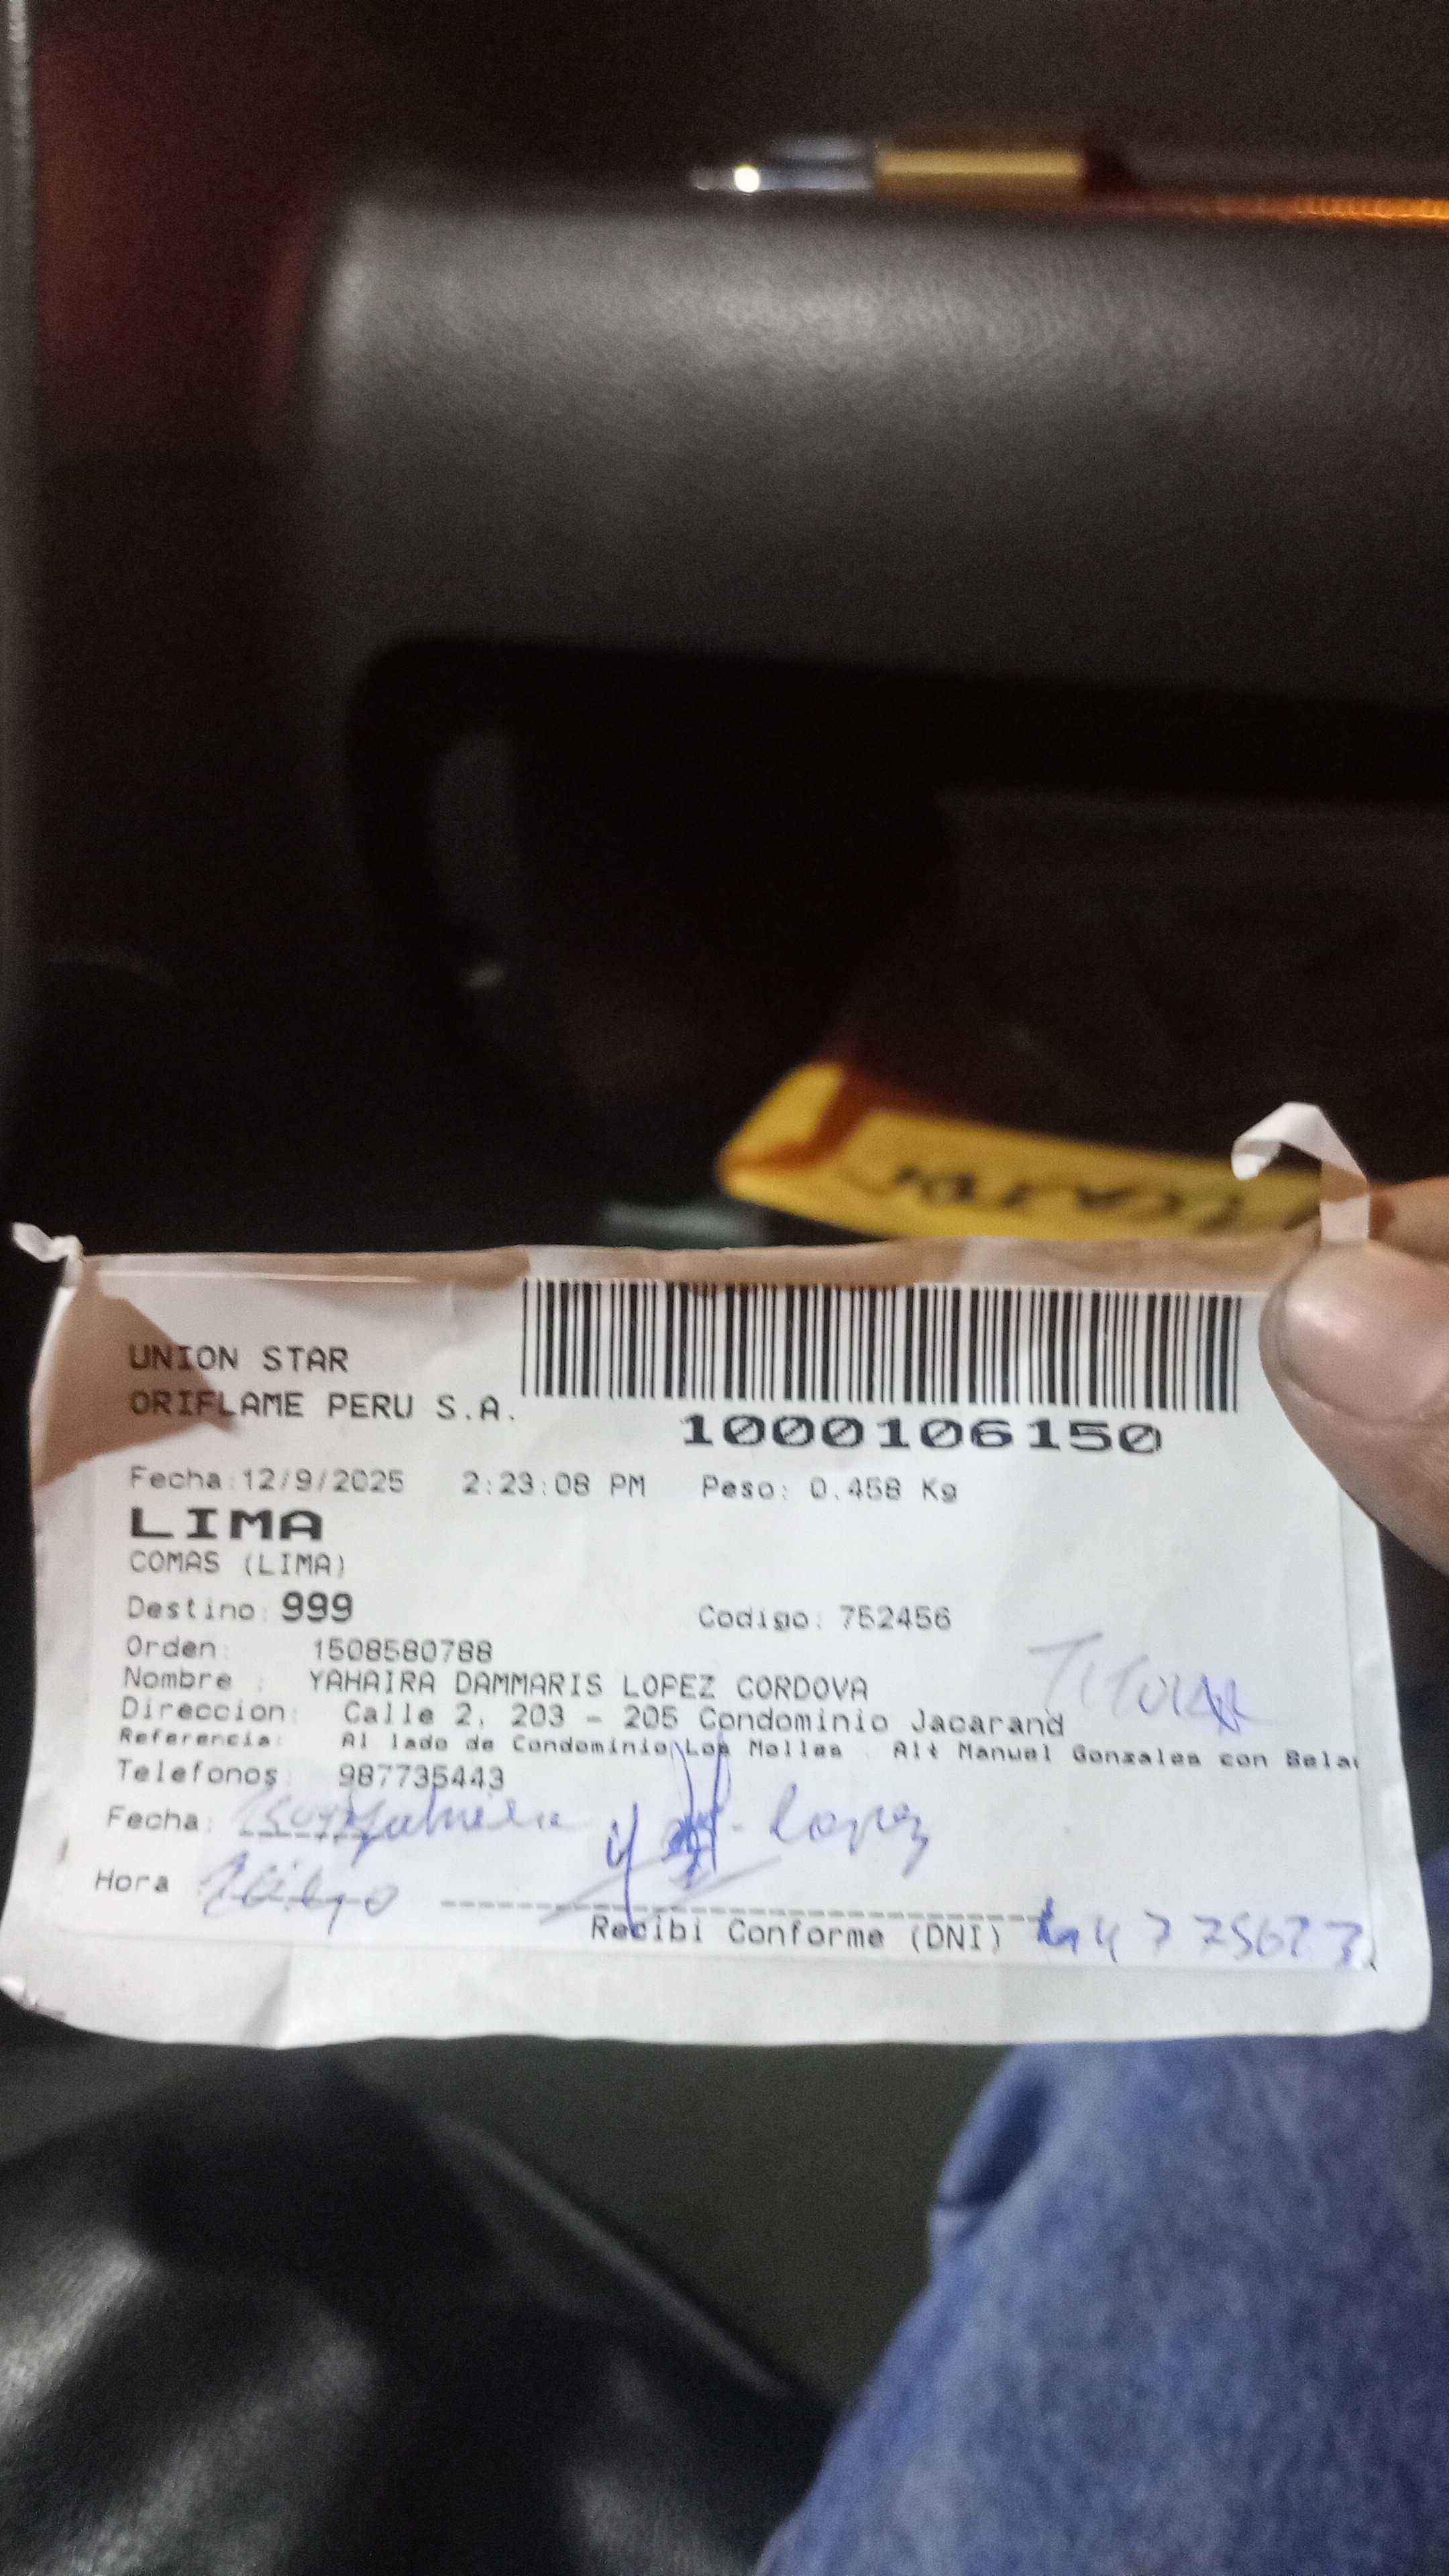 UNION STAR
ORIFLAME PERU S.A.
1000106150
Fecha:12/9/2025 2:23:08 PM Peso: 0.458 Kg
LIMA
COMAS (LIMA)
Destino: 999 Codigo: 752456
Orden: 1508580788
Nombre : YAHAIRA DAMMARIS LOPEZ CORDOVA
TITULAR
Direccion: Calle 2, 203 - 205 Condominio Jacarand
Referencia: Al lado de Condominio Los Molles . Alt Manuel Gonzales con Bela
Telefonos: 987735443
Fecha: Lopez
Hora
Recibi Conforme (DNI)